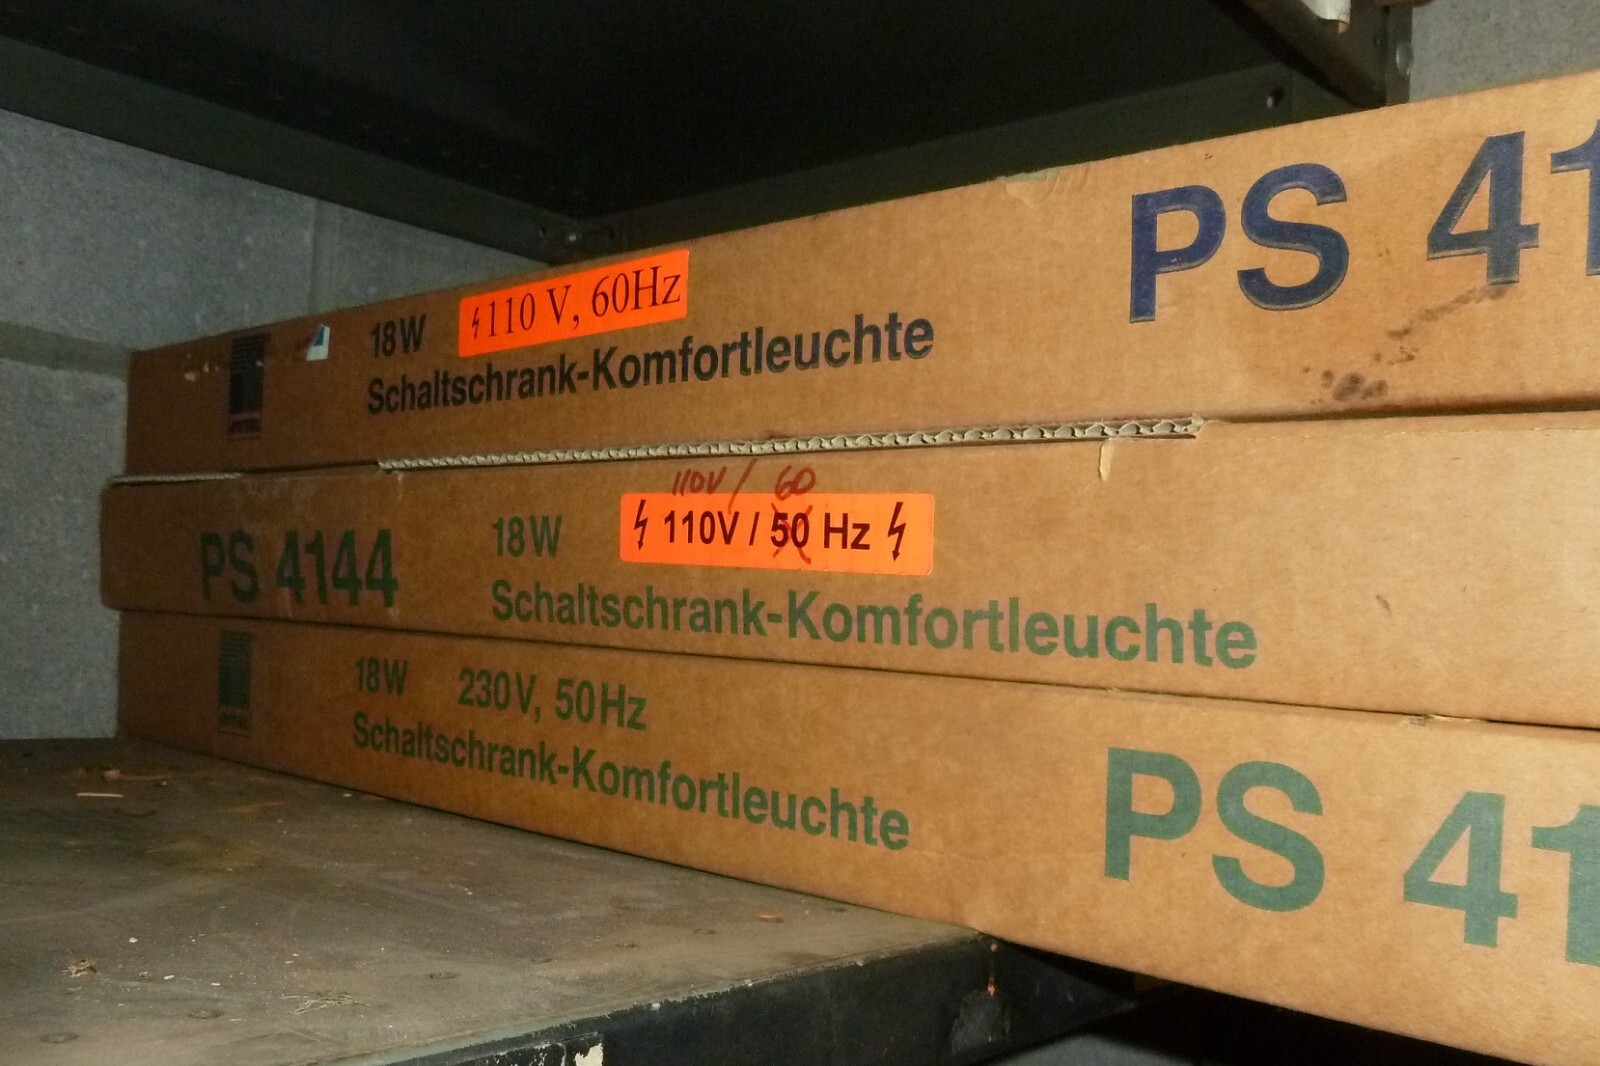 PS 41
18W
⚡110 V, 60Hz
Schaltschrank-Komfortleuchte
110V / 60
PS 4144
18W
⚡ 110V / 50 Hz ⚡
Schaltschrank-Komfortleuchte
18W 230V, 50Hz
Schaltschrank-Komfortleuchte
PS 41